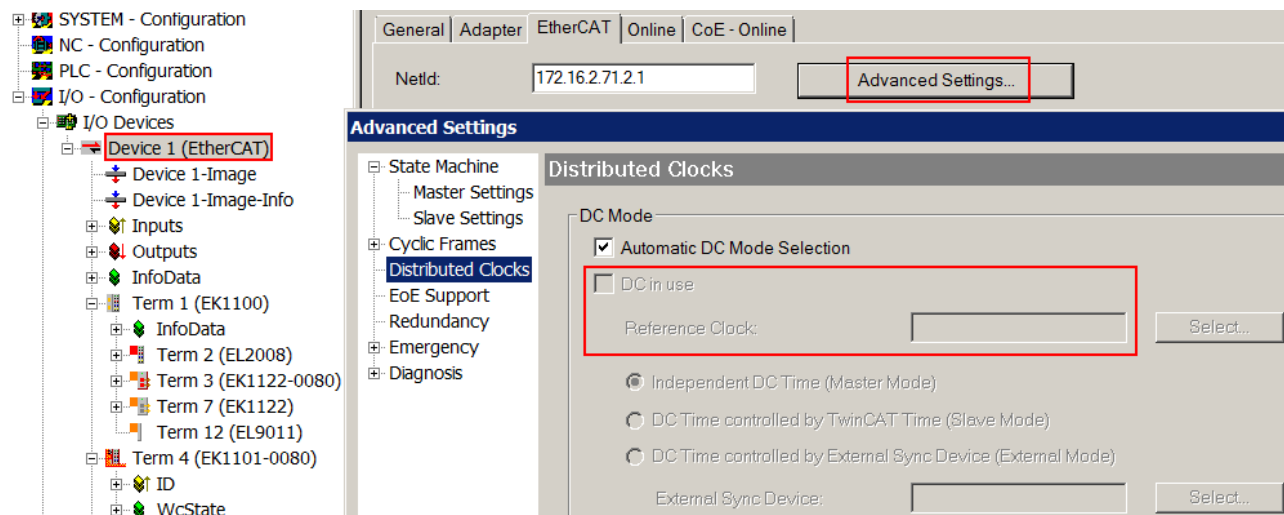 SYSTEM - Configuration
NC - Configuration
PLC - Configuration
I/O - Configuration
I/O Devices
Device 1 (EtherCAT)
Device 1-Image
Device 1-Image-Info
Inputs
Outputs
InfoData
Term 1 (EK1100)
InfoData
Term 2 (EL2008)
Term 3 (EK1122-0080)
Term 7 (EK1122)
Term 12 (EL9011)
Term 4 (EK1101-0080)
ID
WcState
General Adapter EtherCAT Online CoE - Online
NetId: 172.16.2.71.2.1 Advanced Settings...
Advanced Settings
State Machine
Master Settings
Slave Settings
Cyclic Frames
Distributed Clocks
EoE Support
Redundancy
Emergency
Diagnosis
Distributed Clocks
DC Mode
Automatic DC Mode Selection
DC in use
Reference Clock: Select...
Independent DC Time (Master Mode)
DC Time controlled by TwinCAT Time (Slave Mode)
DC Time controlled by External Sync Device (External Mode)
External Sync Device: Select...